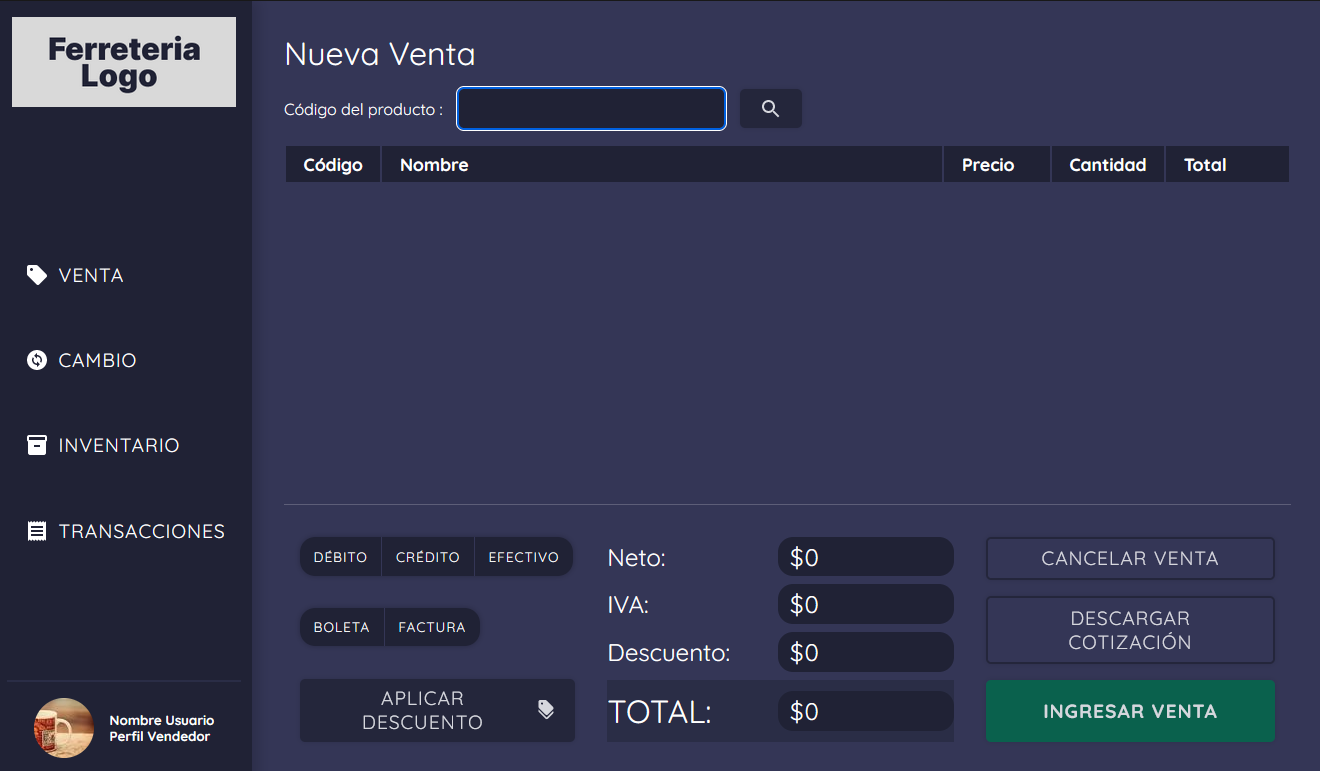 Ferreteria
Logo
VENTA
CAMBIO
INVENTARIO
TRANSACCIONES
Nombre Usuario
Perfil Vendedor
Nueva Venta
Código del producto :
Código Nombre Precio Cantidad Total
DÉBITO CRÉDITO EFECTIVO
BOLETA FACTURA
APLICAR
DESCUENTO
Neto: $0
IVA: $0
Descuento: $0
TOTAL: $0
CANCELAR VENTA
DESCARGAR
COTIZACIÓN
INGRESAR VENTA